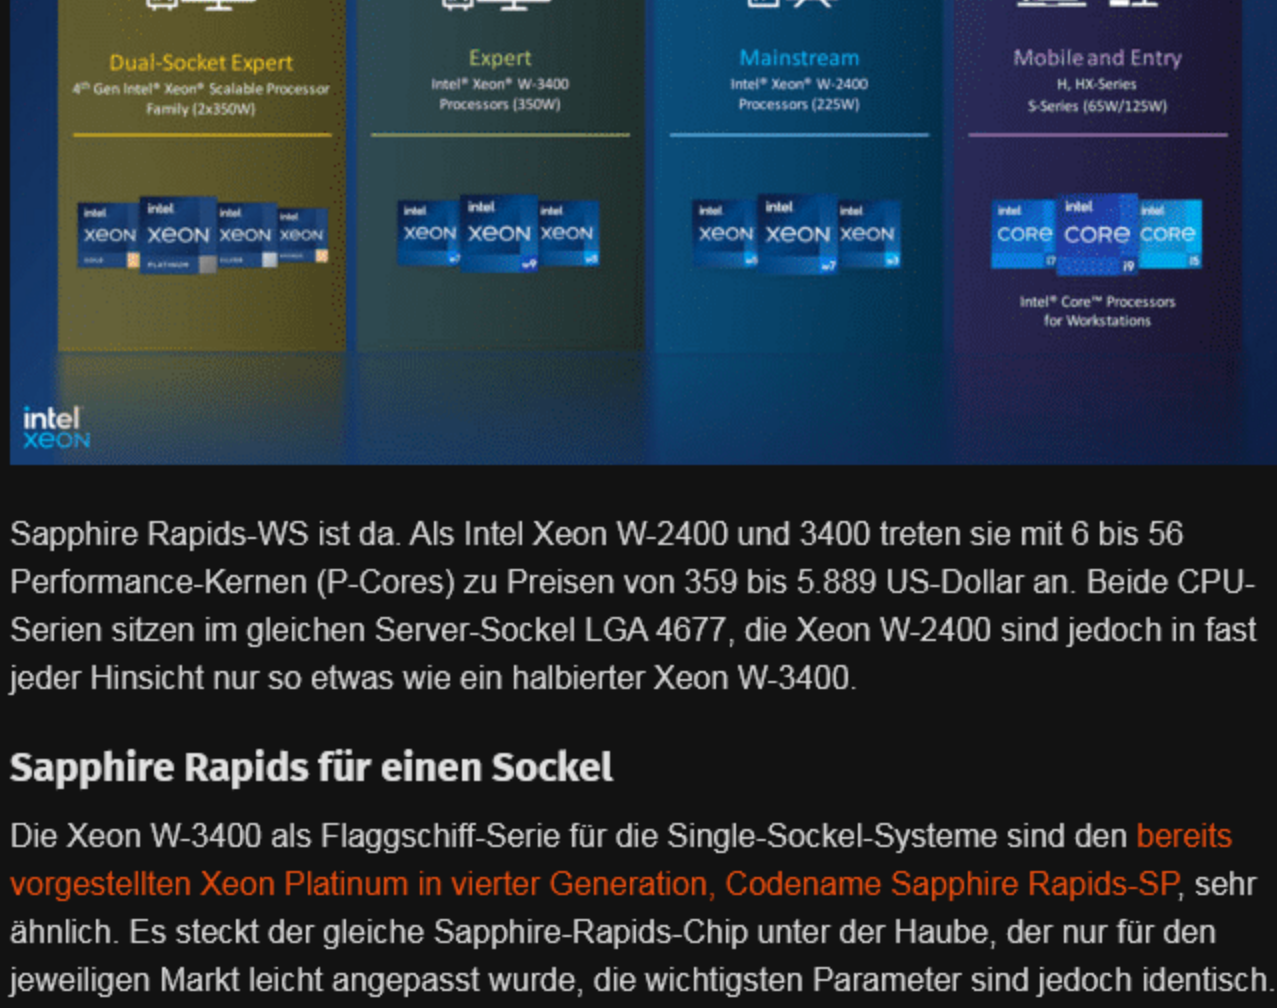 Dual-Socket Expert
4th Gen Intel® Xeon® Scalable Processor
Family (2x350W)
Expert
Intel® Xeon® W-3400
Processors (350W)
Mainstream
Intel® Xeon® W-2400
Processors (225W)
Mobile and Entry
H, HX-Series
S-Series (65W/125W)
intel intel intel intel
xeon xeon xeon xeon
GOLD PLATINUM SILVER
intel intel intel
xeon xeon xeon
w9
intel intel intel
xeon xeon xeon
w7 w3
intel intel intel
CORE CORE CORE
i7 i9 i5
Intel® Core™ Processors
for Workstations
intel
xeon
Sapphire Rapids-WS ist da. Als Intel Xeon W-2400 und 3400 treten sie mit 6 bis 56
Performance-Kernen (P-Cores) zu Preisen von 359 bis 5.889 US-Dollar an. Beide CPU-
Serien sitzen im gleichen Server-Sockel LGA 4677, die Xeon W-2400 sind jedoch in fast
jeder Hinsicht nur so etwas wie ein halbierter Xeon W-3400.
Sapphire Rapids für einen Sockel
Die Xeon W-3400 als Flaggschiff-Serie für die Single-Sockel-Systeme sind den bereits
vorgestellten Xeon Platinum in vierter Generation, Codename Sapphire Rapids-SP, sehr
ähnlich. Es steckt der gleiche Sapphire-Rapids-Chip unter der Haube, der nur für den
jeweiligen Markt leicht angepasst wurde, die wichtigsten Parameter sind jedoch identisch.